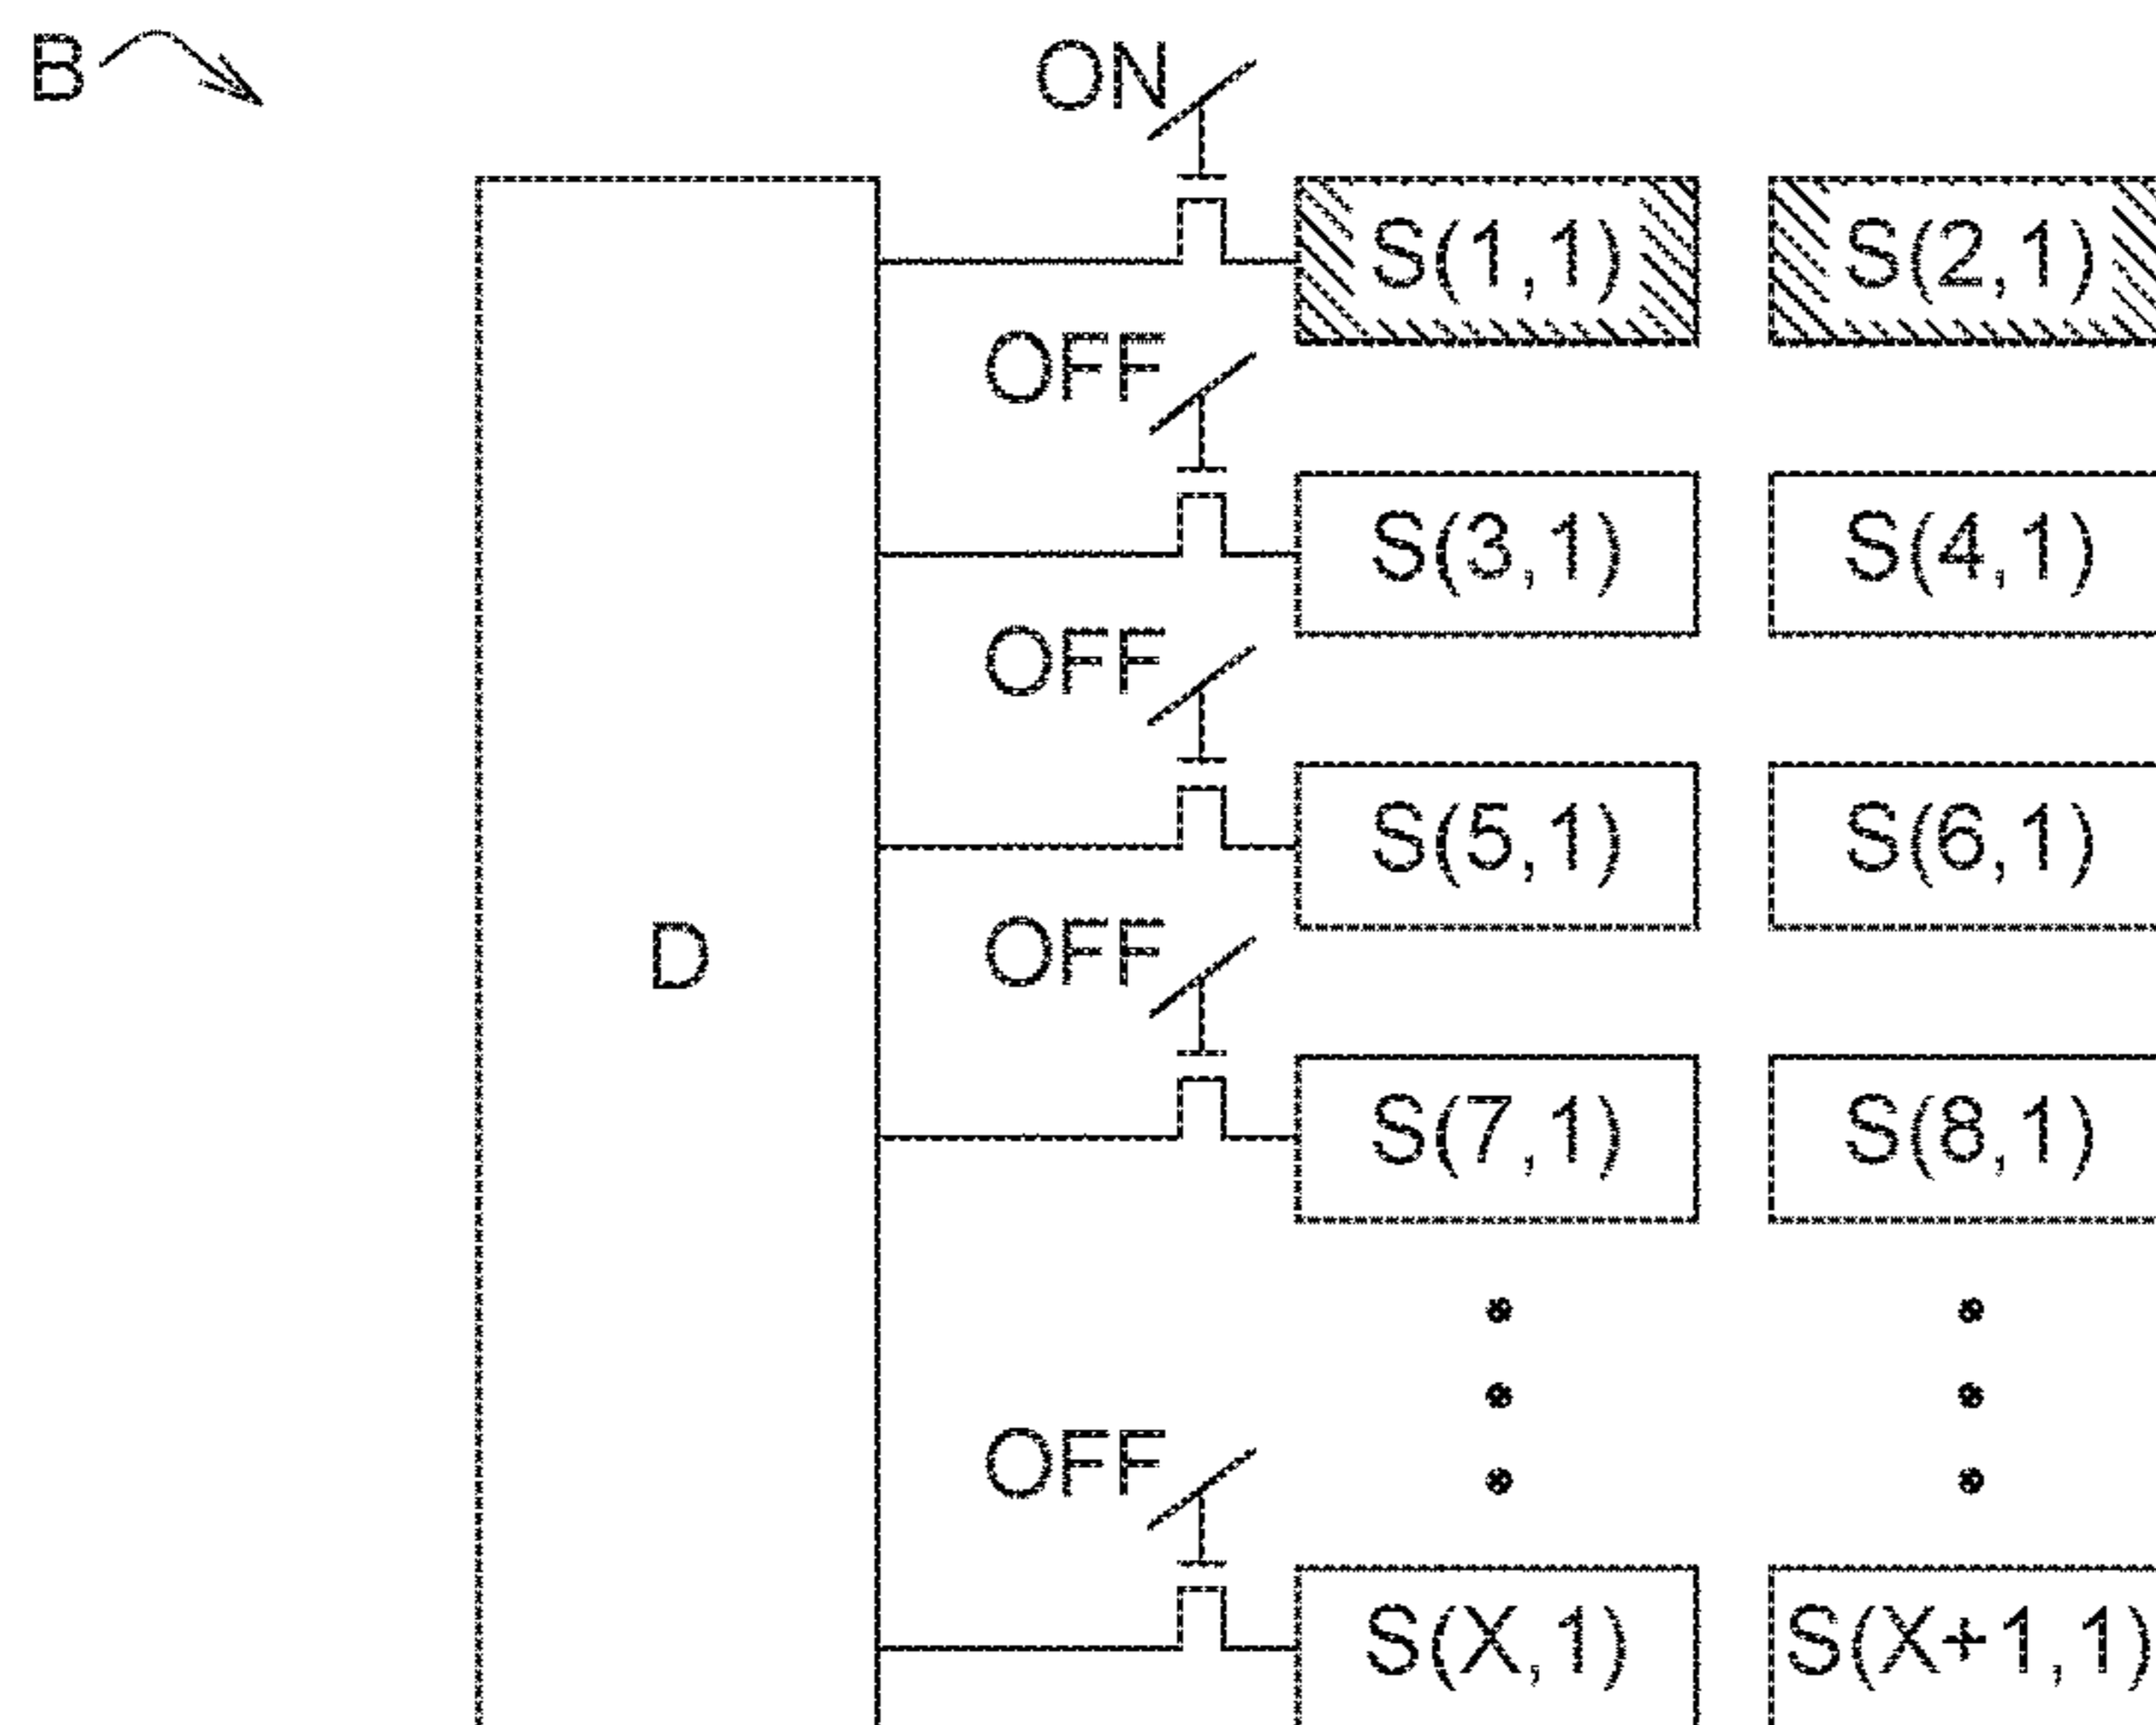 B
ON
S(1,1) S(2,1)
OFF
S(3,1) S(4,1)
OFF
S(5,1) S(6,1)
D
OFF
S(7,1) S(8,1)
OFF
S(X,1) S(X+1,1)